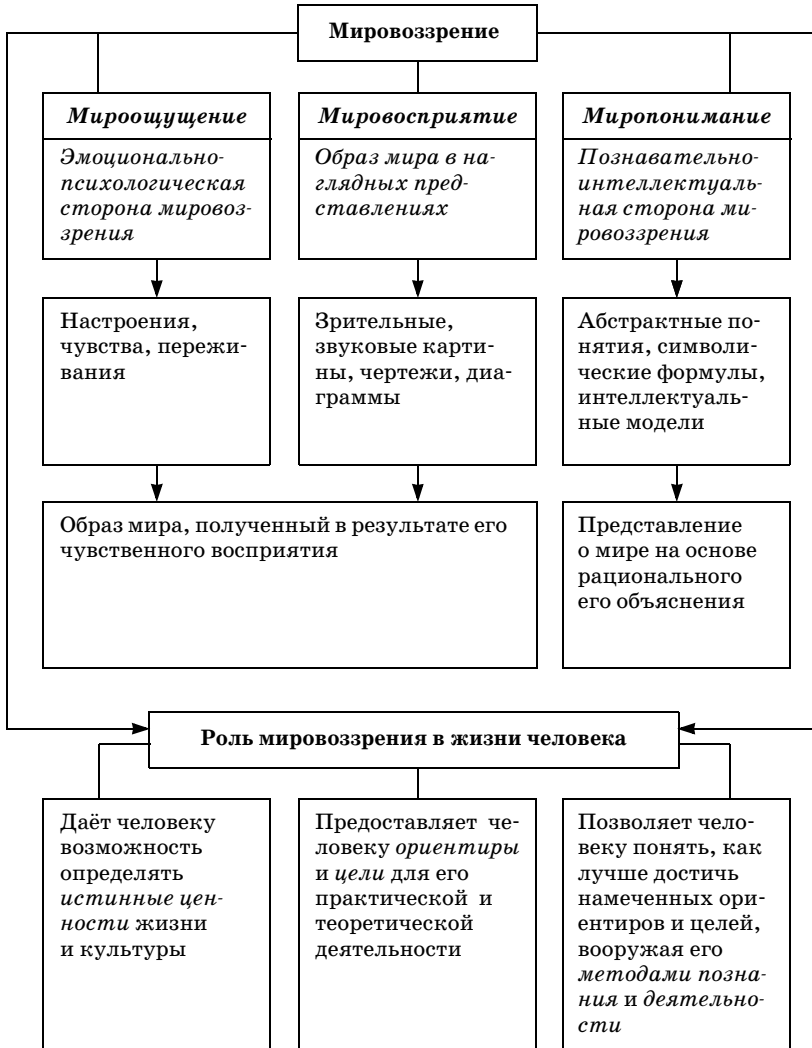 Мировоззрение
Мироощущение
Эмоционально-
психологическая
сторона мировоз-
зрения
Мировосприятие
Образ мира в на-
глядных пред-
ставлениях
Миропонимание
Познавательно-
интеллектуаль-
ная сторона ми-
ровоззрения
Настроения,
чувства, пережи-
вания
Зрительные,
звуковые карти-
ны, чертежи, диа-
граммы
Абстрактные по-
нятия, символи-
ческие формулы,
интеллектуаль-
ные модели
Образ мира, полученный в результате его
чувственного восприятия
Представление
о мире на основе
рационального
его объяснения
Роль мировоззрения в жизни человека
Даёт человеку
возможность
определять
истинные цен-
ности жизни
и культуры
Предоставляет че-
ловеку ориентиры
и цели для его
практической и
теоретической
деятельности
Позволяет чело-
веку понять, как
лучше достичь
намеченных ори-
ентиров и целей,
вооружая его
методами позна-
ния и деятельно-
сти